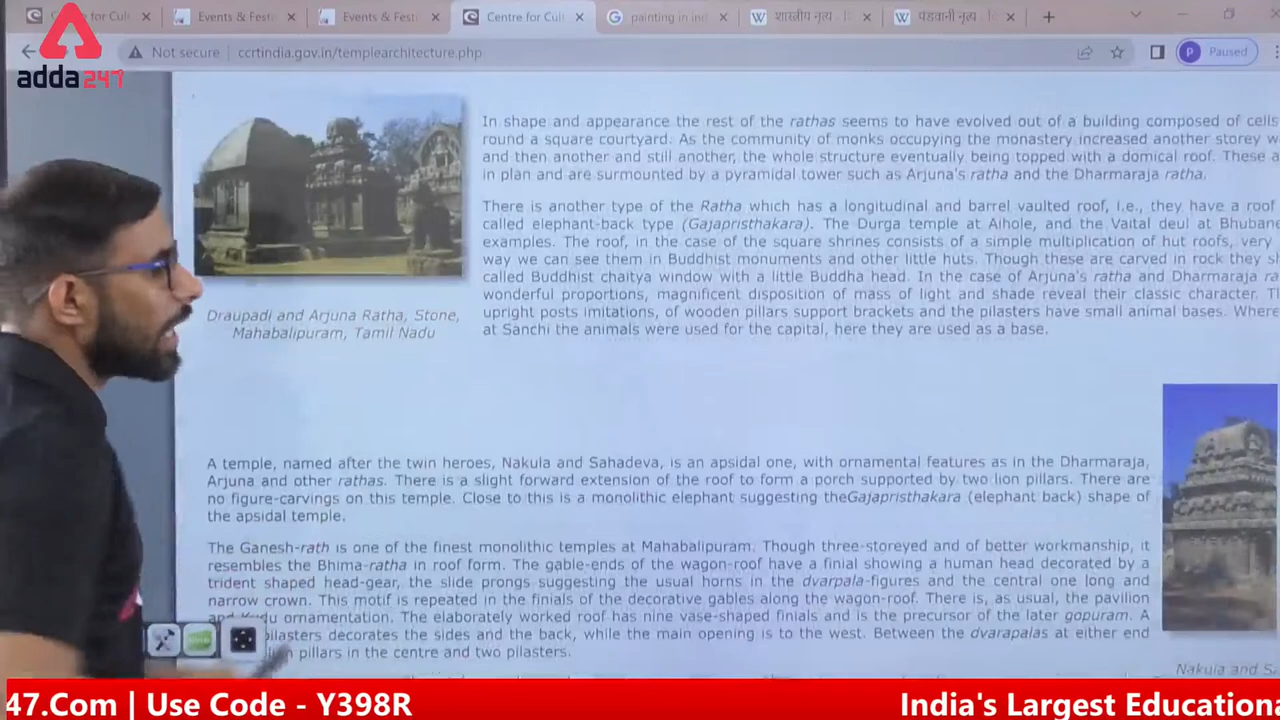 Events & Fest
Events & Fest
Centre for Cult
painting in ind
शास्त्रीय नृत्य
पंडवानी नृत्य
adda247
Not secure
ccrtindia.gov.in/templearchitecture.php
Paused
In shape and appearance the rest of the rathas seems to have evolved out of a building composed of cells
round a square courtyard. As the community of monks occupying the monastery increased another storey
and then another and still another, the whole structure eventually being topped with a domical roof. These
in plan and are surmounted by a pyramidal tower such as Arjuna's ratha and the Dharmaraja ratha.
There is another type of the Ratha which has a longitudinal and barrel vaulted roof, i.e., they have a roof
called elephant-back type (Gajapristhakara). The Durga temple at Aihole, and the Vaital deul at Bhuban
examples. The roof, in the case of the square shrines consists of a simple multiplication of hut roofs, very
way we can see them in Buddhist monuments and other little huts. Though these are carved in rock they
called Buddhist chaitya window with a little Buddha head. In the case of Arjuna's ratha and Dharmaraja
wonderful proportions, magnificent disposition of mass of light and shade reveal their classic character.
upright posts imitations, of wooden pillars support brackets and the pilasters have small animal bases. Where
at Sanchi the animals were used for the capital, here they are used as a base.
Draupadi and Arjuna Ratha, Stone,
Mahabalipuram, Tamil Nadu
A temple, named after the twin heroes, Nakula and Sahadeva, is an apsidal one, with ornamental features as in the Dharmaraja,
Arjuna and other rathas. There is a slight forward extension of the roof to form a porch supported by two lion pillars. There are
no figure-carvings on this temple. Close to this is a monolithic elephant suggesting theGajapristhakara (elephant back) shape of
the apsidal temple.
The Ganesh-rath is one of the finest monolithic temples at Mahabalipuram. Though three-storeyed and of better workmanship, it
resembles the Bhima-ratha in roof form. The gable-ends of the wagon-roof have a finial showing a human head decorated by a
trident shaped head-gear, the slide prongs suggesting the usual horns in the dvarpala-figures and the central one long and
narrow crown. This motif is repeated in the finials of the decorative gables along the wagon-roof. There is, as usual, the pavilion
and Kudu ornamentation. The elaborately worked roof has nine vase-shaped finials and is the precursor of the later gopuram. A
pilasters decorates the sides and the back, while the main opening is to the west. Between the dvarapalas at either end
pillars in the centre and two pilasters.
Nakula and
47.Com | Use Code - Y398R
India's Largest Educationa